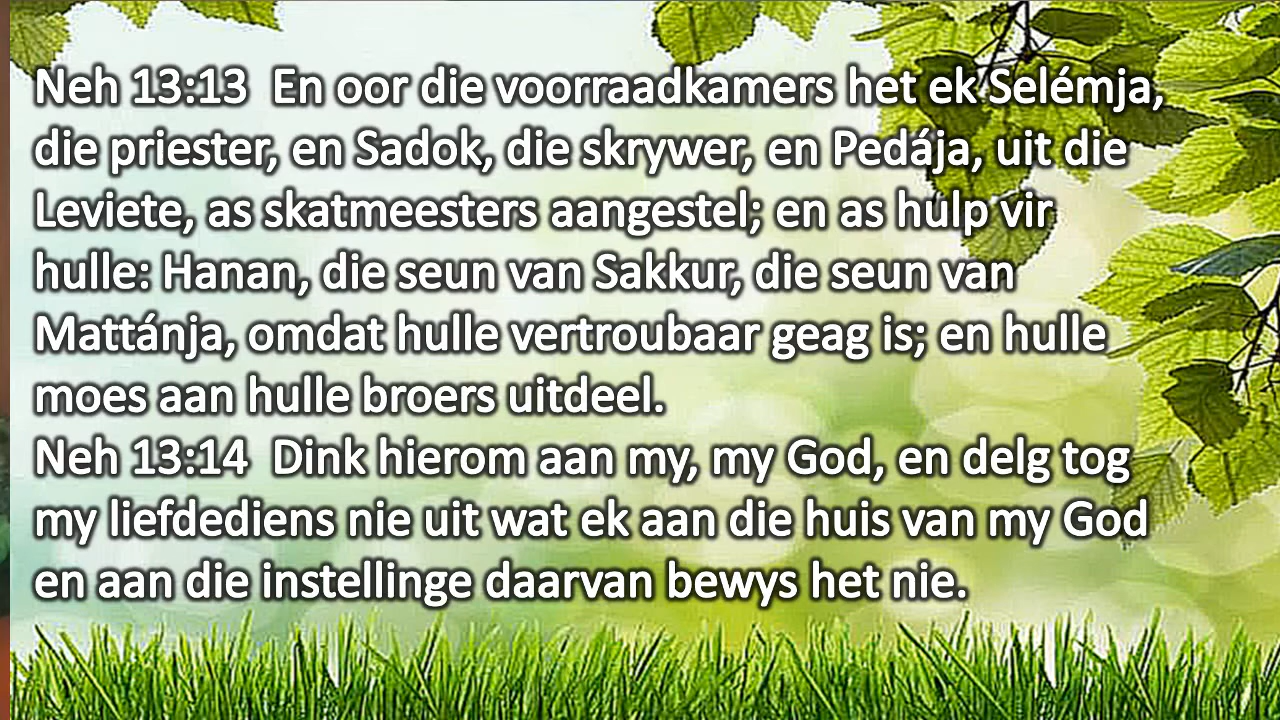 Neh 13:13  En oor die voorraadkamers het ek Selémja,
die priester, en Sadok, die skrywer, en Pedája, uit die
Leviete, as skatmeesters aangestel; en as hulp vir
hulle: Hanan, die seun van Sakkur, die seun van
Mattánja, omdat hulle vertroubaar geag is; en hulle
moes aan hulle broers uitdeel.
Neh 13:14  Dink hierom aan my, my God, en delg tog
my liefdediens nie uit wat ek aan die huis van my God
en aan die instellinge daarvan bewys het nie.